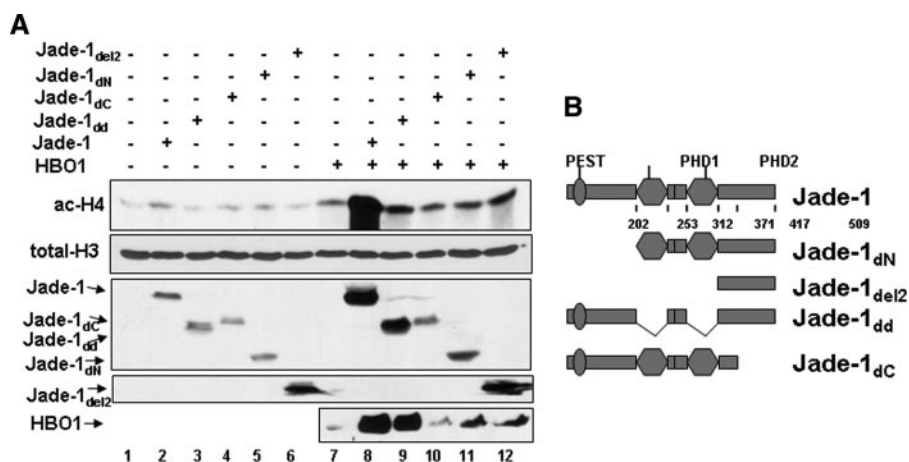 A
Jade-1del2 - - - - - + - - - - - +
Jade-1dN - - - - + - - - - - + -
Jade-1dC - - - + - - - - - + - -
Jade-1dd - - + - - - - - + - - -
Jade-1 - + - - - - - + - - - -
HBO1 - - - - - - + + + + + +
ac-H4
total-H3
Jade-1
Jade-1dC
Jade-1dd
Jade-1dN
Jade-1del2
HBO1
1 2 3 4 5 6 7 8 9 10 11 12
B
PEST PHD1 PHD2
Jade-1
202 253 312 371 417 509
Jade-1dN
Jade-1del2
Jade-1dd
Jade-1dC